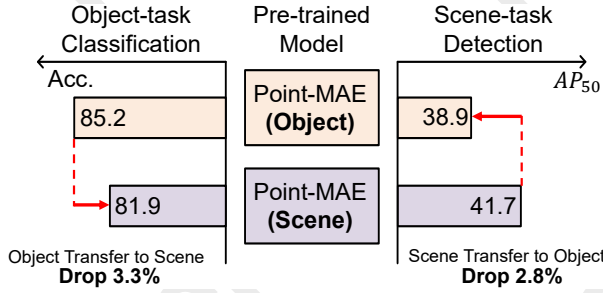 Object-task
Classification
Pre-trained
Model
Scene-task
Detection
Acc.
AP50
85.2
Point-MAE
(Object)
38.9
81.9
Point-MAE
(Scene)
41.7
Object Transfer to Scene
Drop 3.3%
Scene Transfer to Object
Drop 2.8%